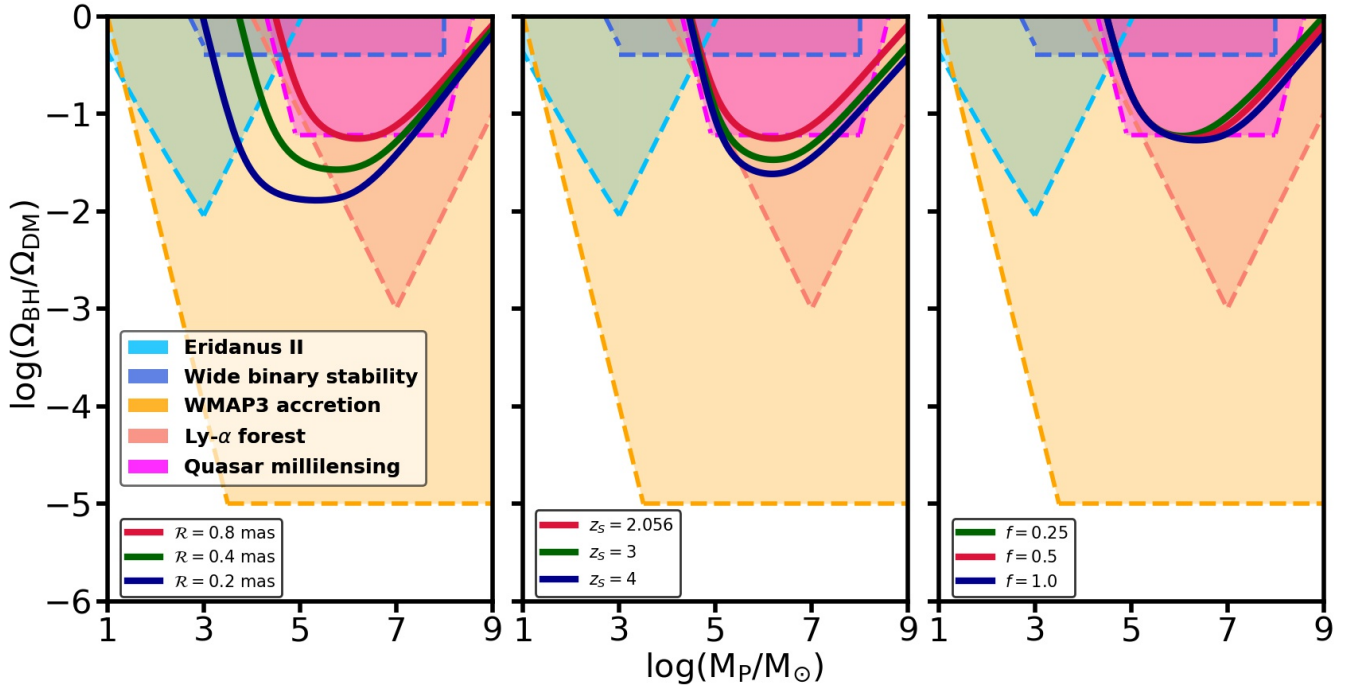 log(Ω_BH/Ω_DM)
0
−1
−2
−3
−4
−5
−6
Eridanus II
Wide binary stability
WMAP3 accretion
Ly-α forest
Quasar millilensing
ℛ = 0.8 mas
ℛ = 0.4 mas
ℛ = 0.2 mas
z_S = 2.056
z_S = 3
z_S = 4
f = 0.25
f = 0.5
f = 1.0
1 3 5 7 9 1 3 5 7 9 1 3 5 7 9
log(M_P/M_⊙)